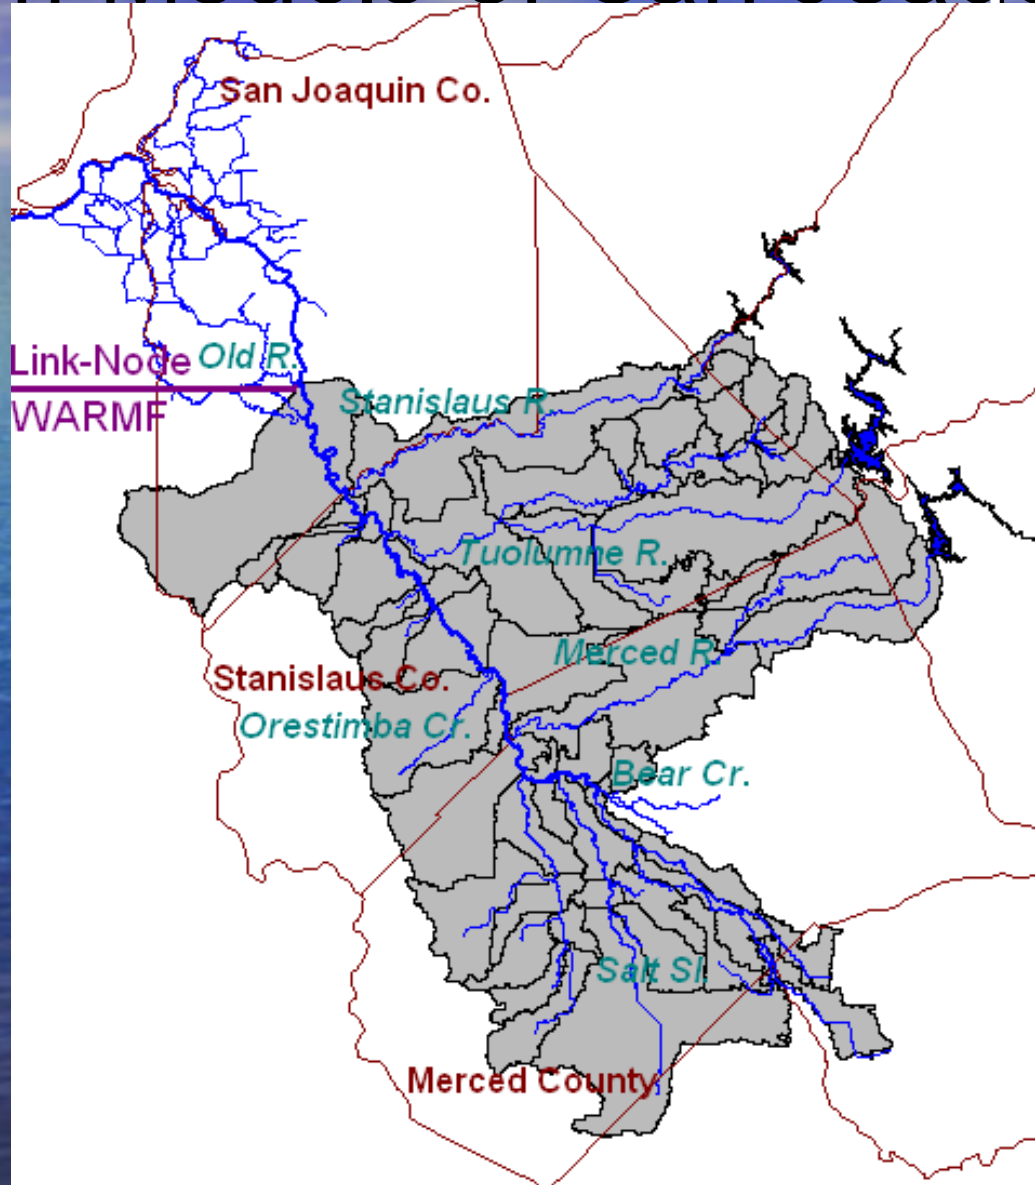 San Joaquin Co.
Link-Node
Old R.
WARMF
Stanislaus R.
Tuolumne R.
Merced R.
Stanislaus Co.
Orestimba Cr.
Bear Cr.
Salt Sl.
Merced County